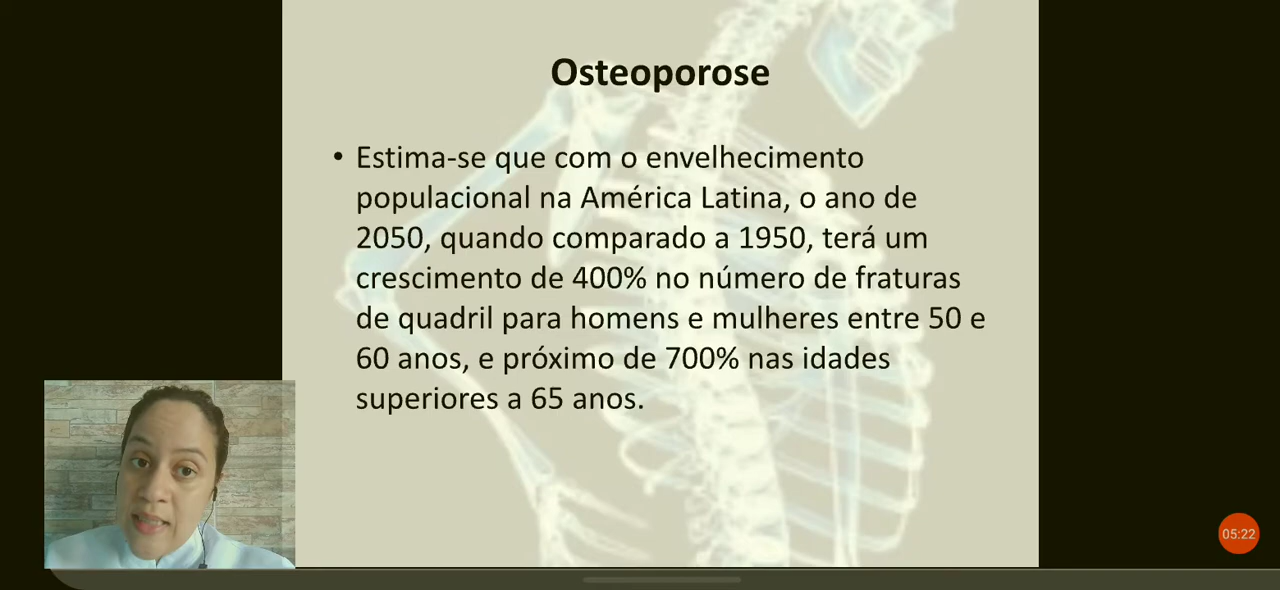 Osteoporose
• Estima-se que com o envelhecimento
populacional na América Latina, o ano de
2050, quando comparado a 1950, terá um
crescimento de 400% no número de fraturas
de quadril para homens e mulheres entre 50 e
60 anos, e próximo de 700% nas idades
superiores a 65 anos.
05:22